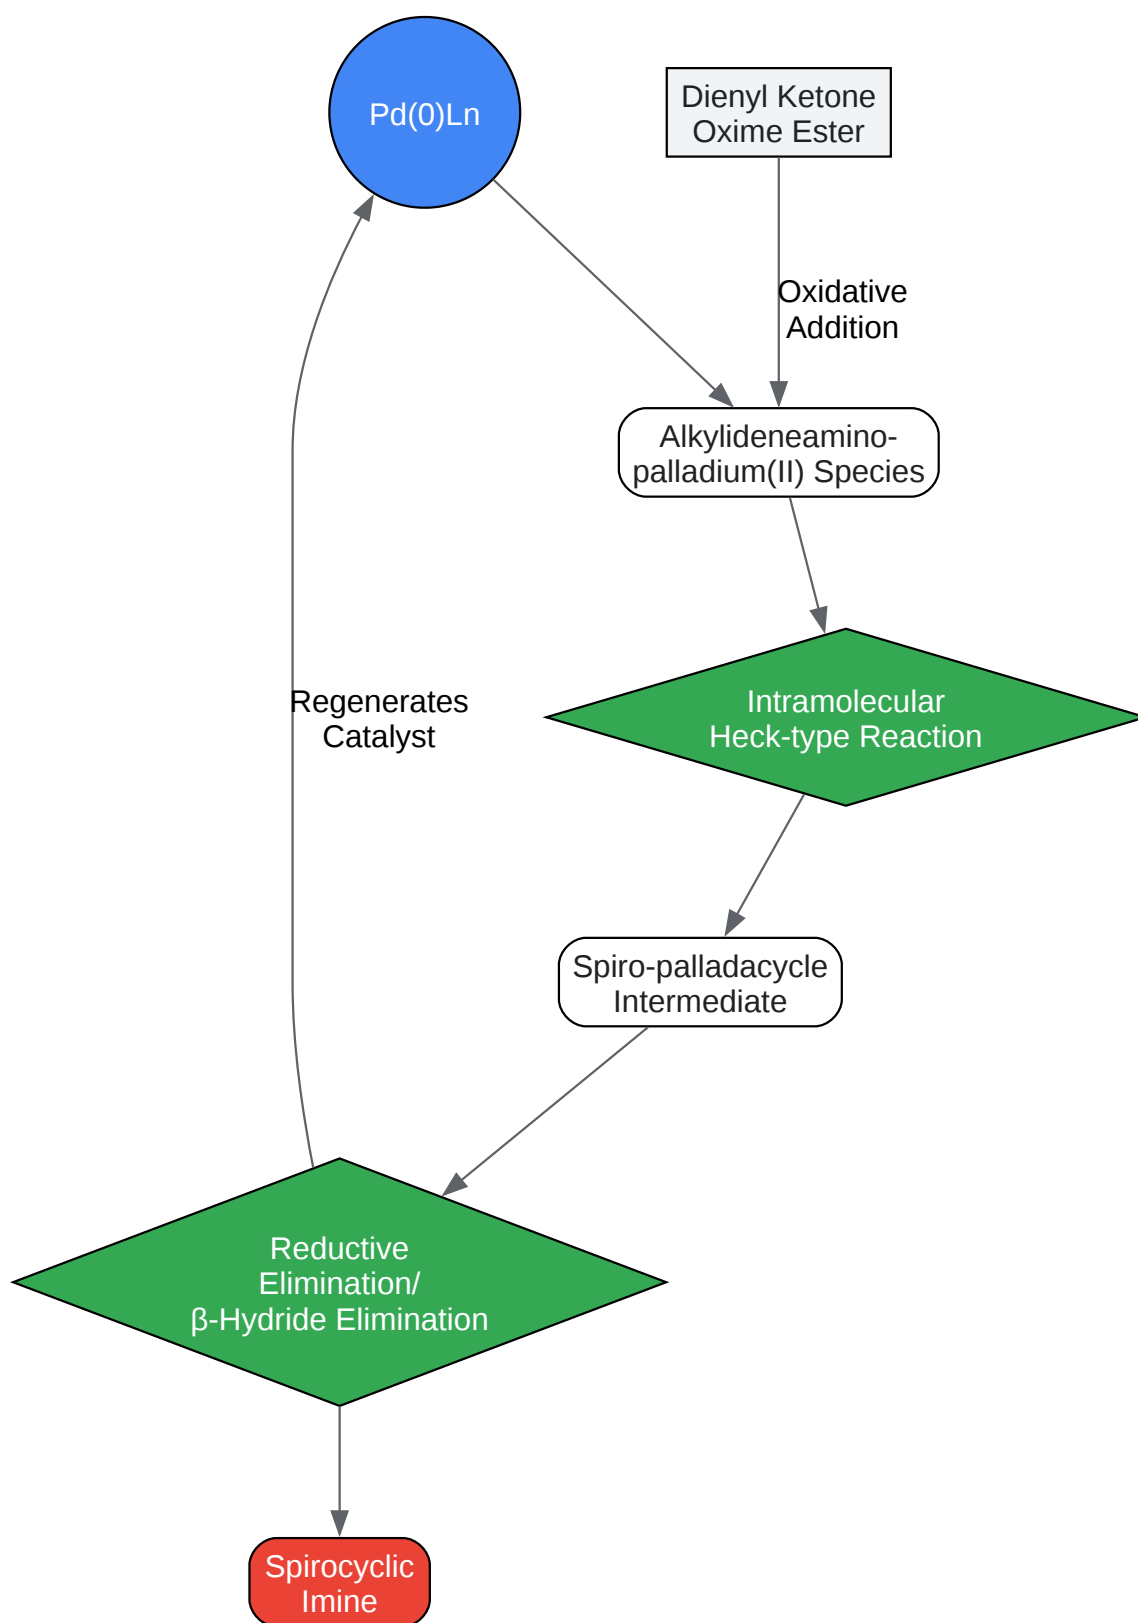 Pd(0)Ln
Dienyl Ketone
Oxime Ester
Oxidative
Addition
Alkylideneamino-
palladium(II) Species
Intramolecular
Heck-type Reaction
Regenerates
Catalyst
Spiro-palladacycle
Intermediate
Reductive
Elimination/
β-Hydride Elimination
Spirocyclic
Imine